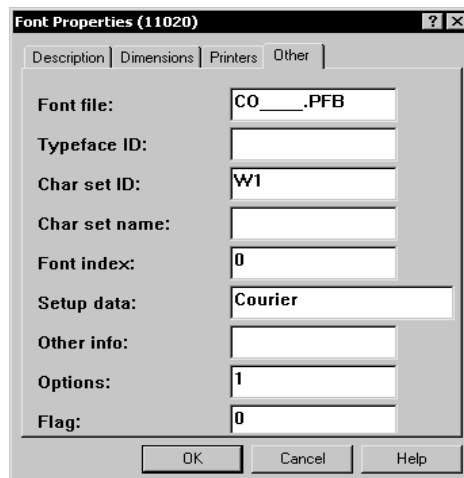 Font Properties (11020) ? X
Description Dimensions Printers Other
Font file: CO_____.PFB
Typeface ID:
Char set ID: W1
Char set name:
Font index: 0
Setup data: Courier
Other info:
Options: 1
Flag: 0
OK Cancel Help